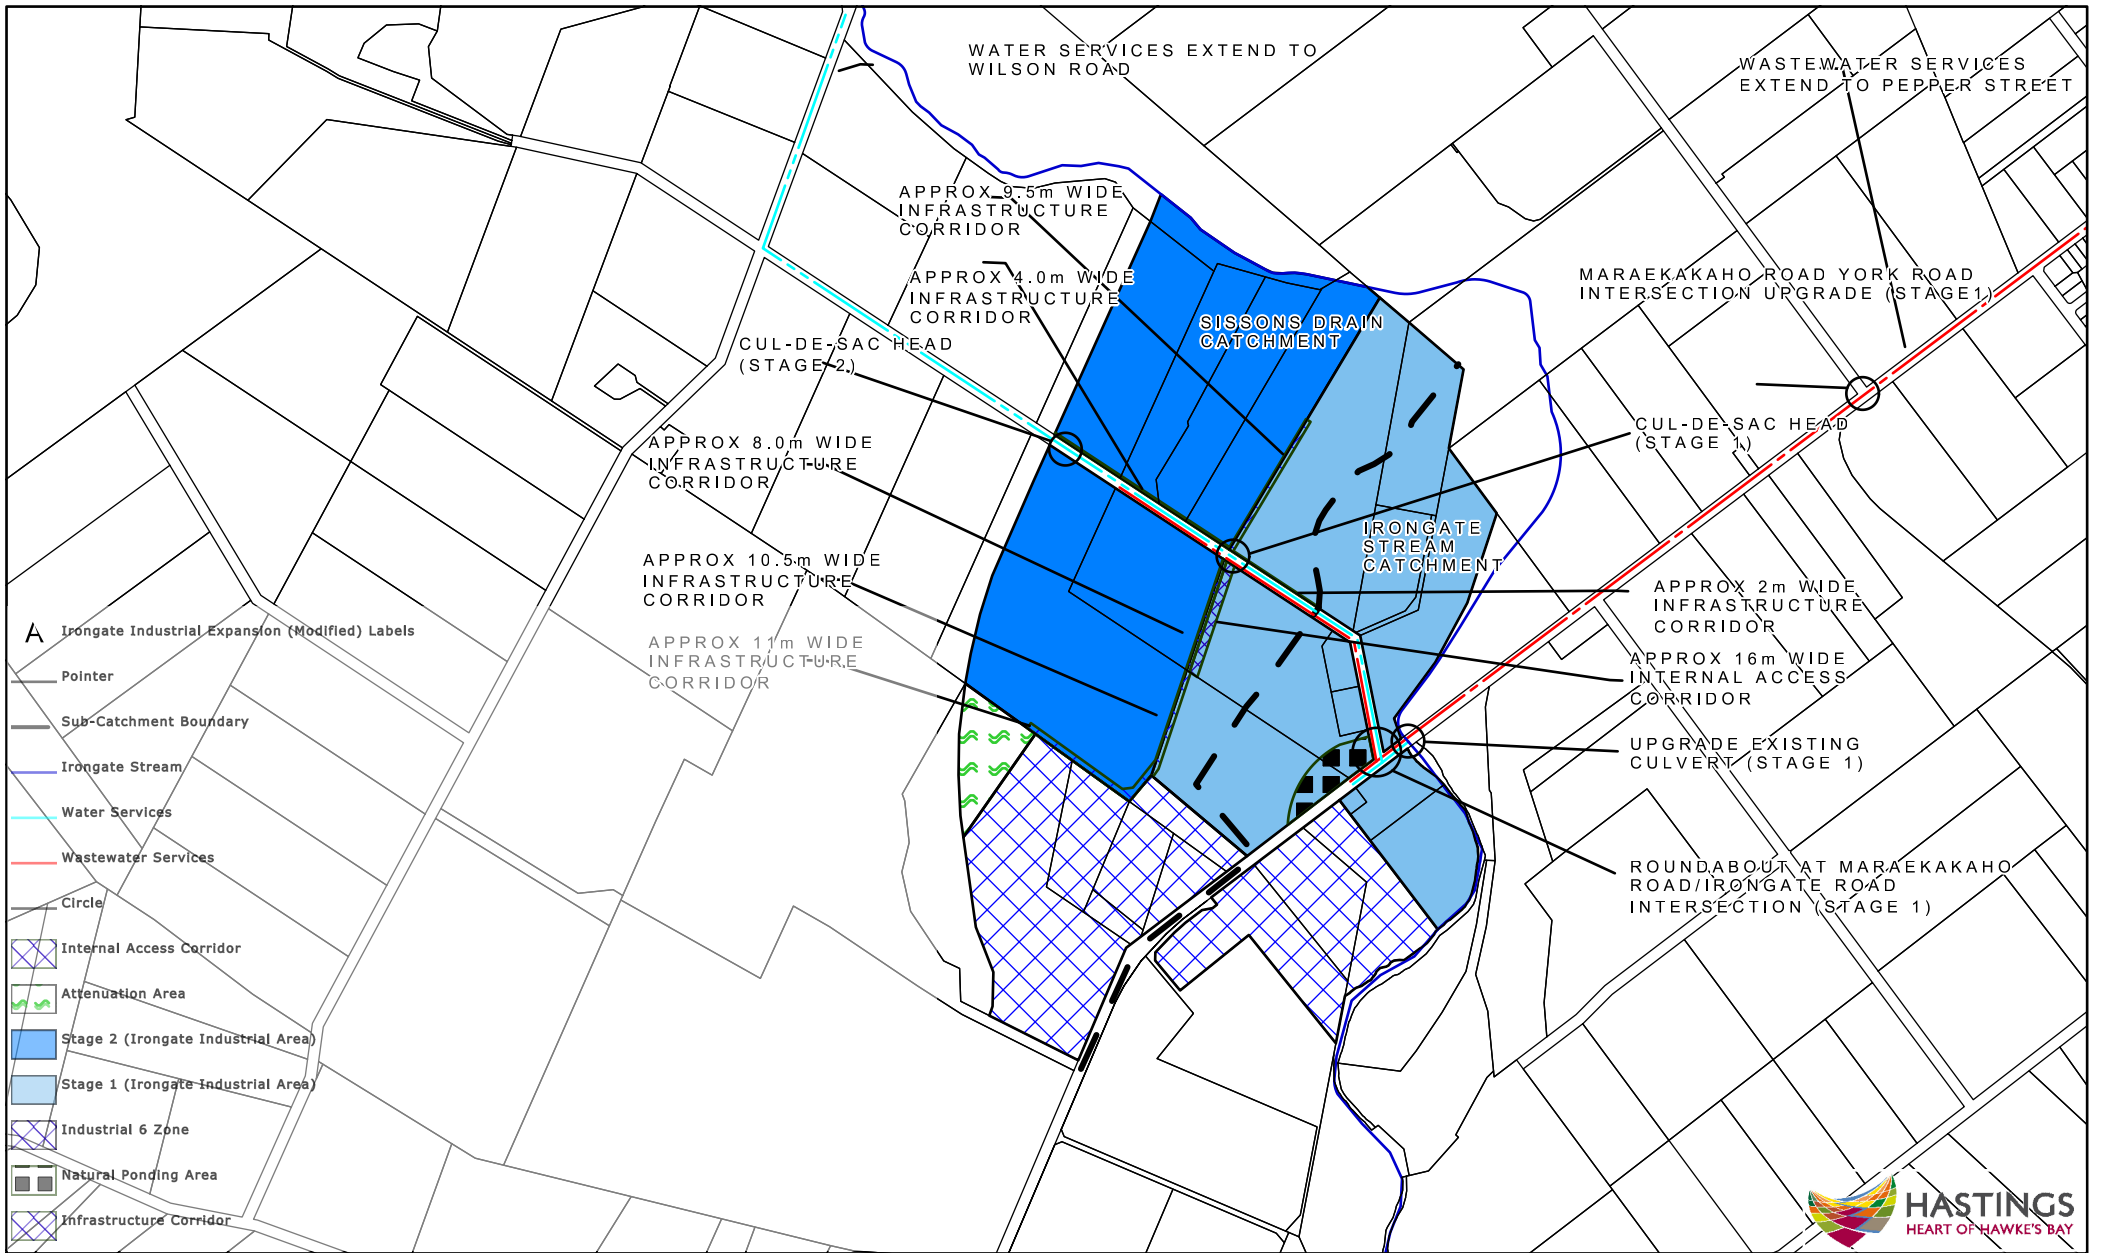 WATER SERVICES EXTEND TO
WILSON ROAD
WASTEWATER SERVICES
EXTEND TO PEPPER STREET
APPROX 9.5m WIDE
INFRASTRUCTURE
CORRIDOR
APPROX 4.0m WIDE
INFRASTRUCTURE
CORRIDOR
MARAEKAKAHO ROAD YORK ROAD
INTERSECTION UPGRADE (STAGE1)
SISSONS DRAIN
CATCHMENT
CUL-DE-SAC HEAD
(STAGE 2)
CUL-DE-SAC HEAD
(STAGE 1)
APPROX 8.0m WIDE
INFRASTRUCTURE
CORRIDOR
IRONGATE
STREAM
CATCHMENT
APPROX 10.5m WIDE
INFRASTRUCTURE
CORRIDOR
APPROX 2m WIDE
INFRASTRUCTURE
CORRIDOR
APPROX 11m WIDE
INFRASTRUCTURE
CORRIDOR
APPROX 16m WIDE
INTERNAL ACCESS
CORRIDOR
UPGRADE EXISTING
CULVERT (STAGE 1)
ROUNDABOUT AT MARAEKAKAHO
ROAD/IRONGATE ROAD
INTERSECTION (STAGE 1)
A Irongate Industrial Expansion (Modified) Labels
Pointer
Sub-Catchment Boundary
Irongate Stream
Water Services
Wastewater Services
Circle
Internal Access Corridor
Attenuation Area
Stage 2 (Irongate Industrial Area)
Stage 1 (Irongate Industrial Area)
Industrial 6 Zone
Natural Ponding Area
Infrastructure Corridor
HASTINGS
HEART OF HAWKE'S BAY